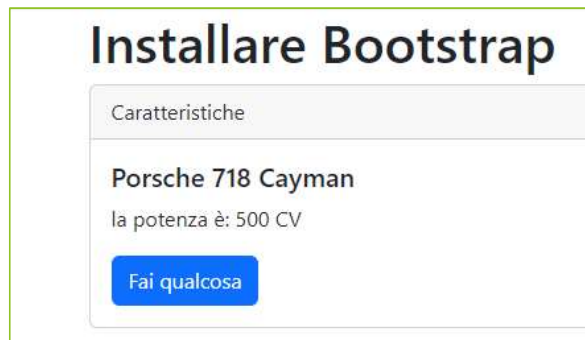 Installare Bootstrap
Caratteristiche
Porsche 718 Cayman
la potenza è: 500 CV
Fai qualcosa